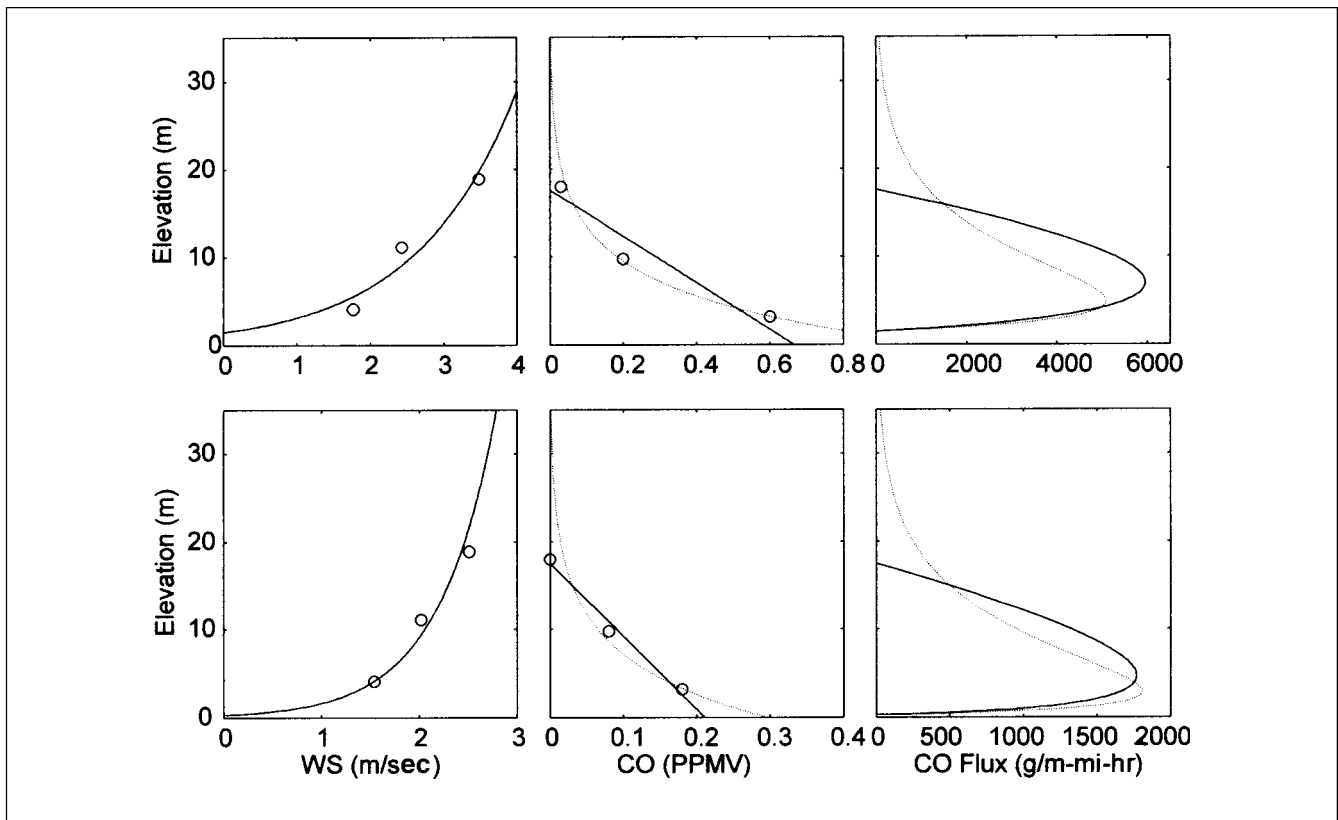 Elevation (m)
30
20
10
0
0 1 2 3 4
0 0.2 0.4 0.6 0.8
0 2000 4000 6000
Elevation (m)
30
20
10
0
0 1 2 3
0 0.1 0.2 0.3 0.4
0 500 1000 1500 2000
WS (m/sec)
CO (PPMV)
CO Flux (g/m-mi-hr)